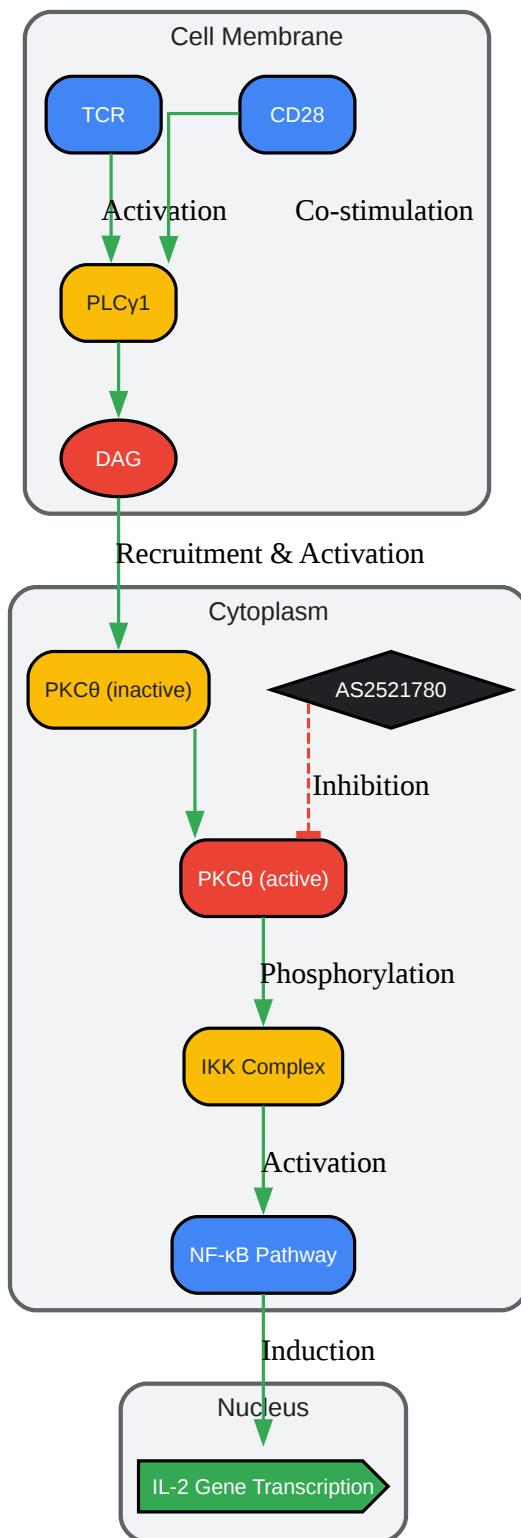 Cell Membrane
TCR
CD28
Activation
Co-stimulation
PLCγ1
DAG
Recruitment & Activation
Cytoplasm
PKCθ (inactive)
AS2521780
Inhibition
PKCθ (active)
Phosphorylation
IKK Complex
Activation
NF-κB Pathway
Induction
Nucleus
IL-2 Gene Transcription